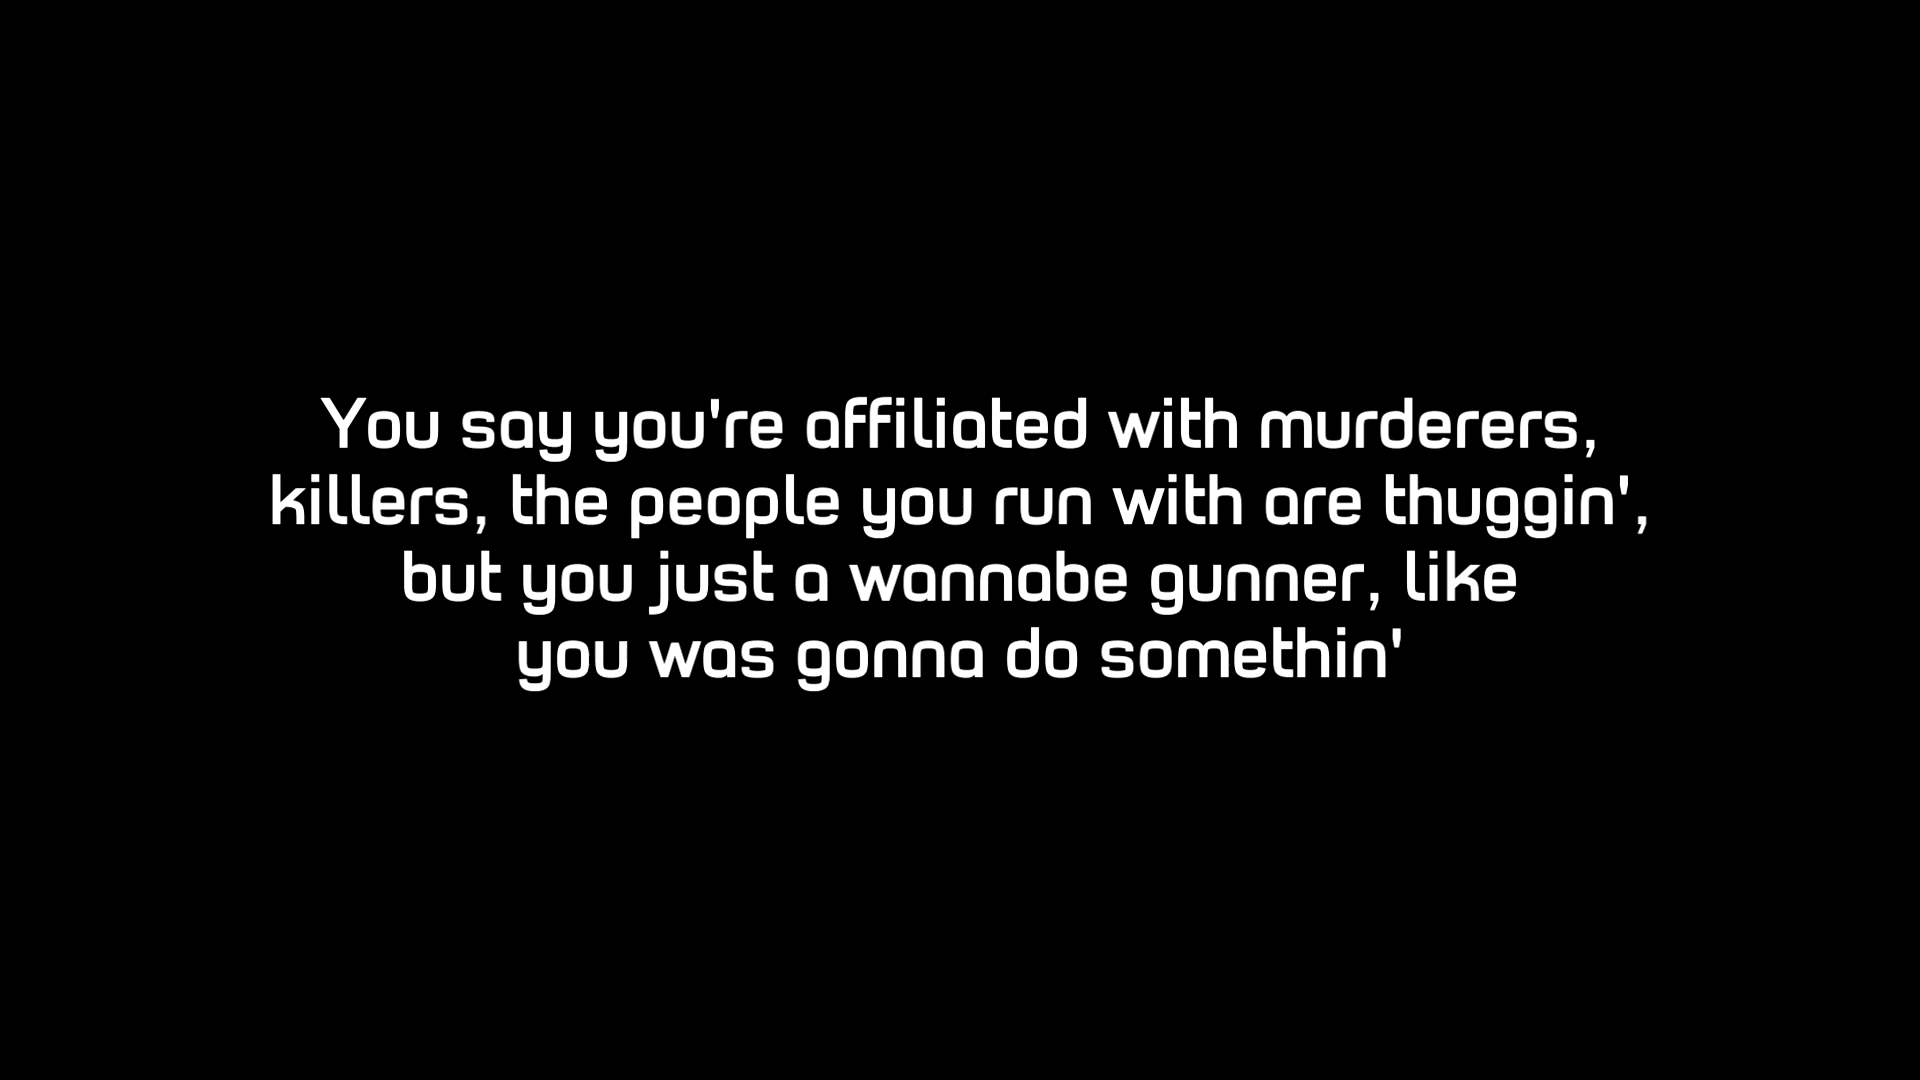 You say you're affiliated with murderers,
killers, the people you run with are thuggin',
but you just a wannabe gunner, like
you was gonna do somethin'